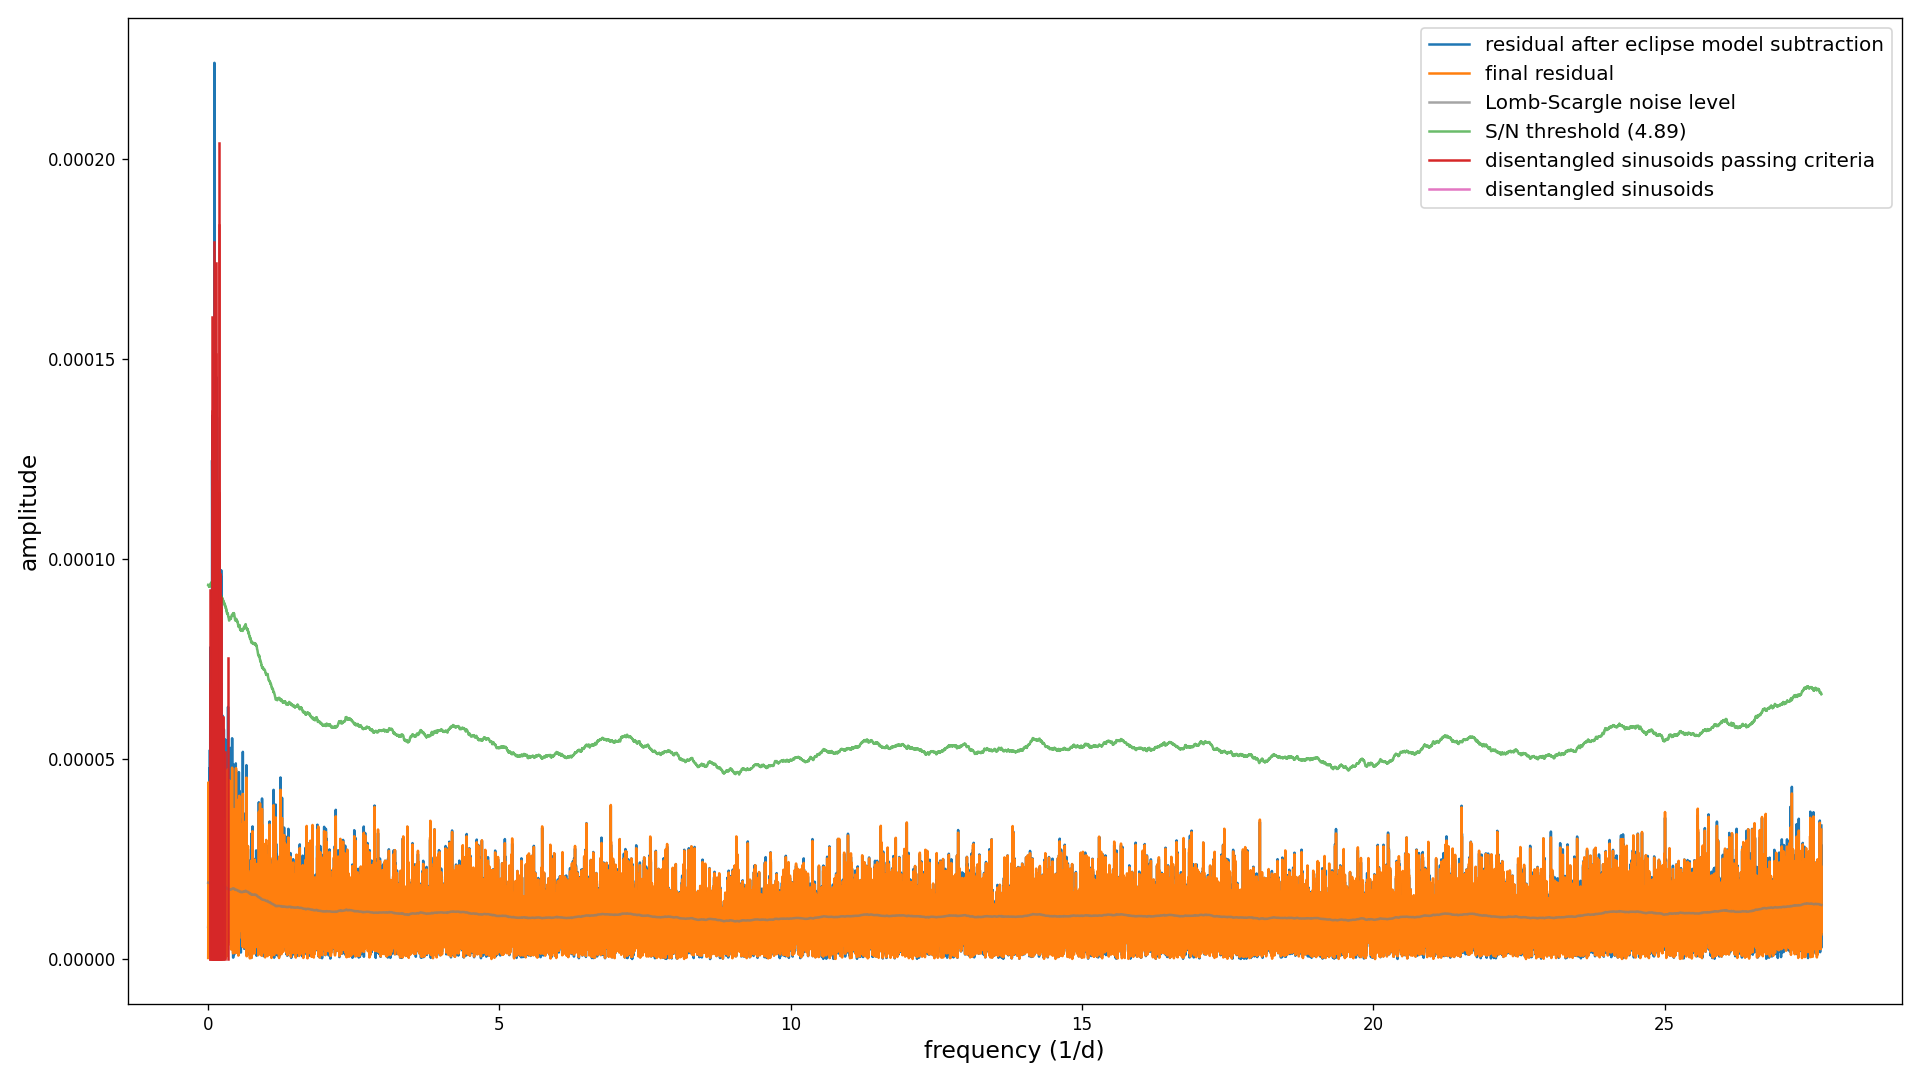 residual after eclipse model subtraction
final residual
Lomb-Scargle noise level
S/N threshold (4.89)
disentangled sinusoids passing criteria
disentangled sinusoids
amplitude
0.00020
0.00015
0.00010
0.00005
0.00000
0 5 10 15 20 25
frequency (1/d)